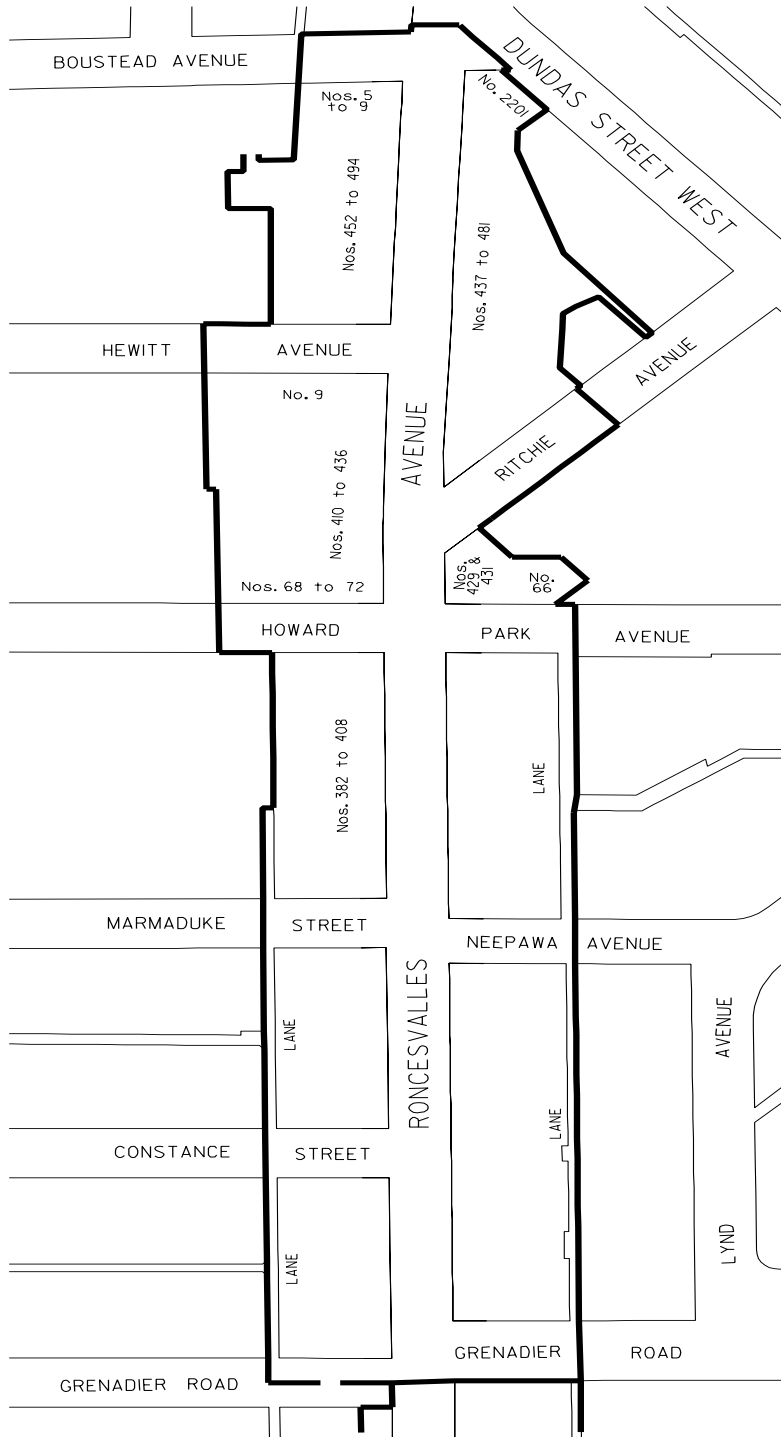 BOUSTEAD AVENUE
DUNDAS STREET WEST
No. 2201
Nos. 5
to 9
Nos. 452 to 494
Nos. 437 to 481
HEWITT AVENUE
AVENUE
No. 9
AVENUE
RITCHIE
Nos. 410 to 436
Nos. 68 to 72
Nos.
429 &
431
No.
66
HOWARD PARK AVENUE
Nos. 382 to 408
LANE
MARMADUKE STREET
NEEPAWA AVENUE
RONCESVALLES
LANE
AVENUE
LANE
CONSTANCE STREET
LYND
LANE
GRENADIER ROAD
GRENADIER ROAD